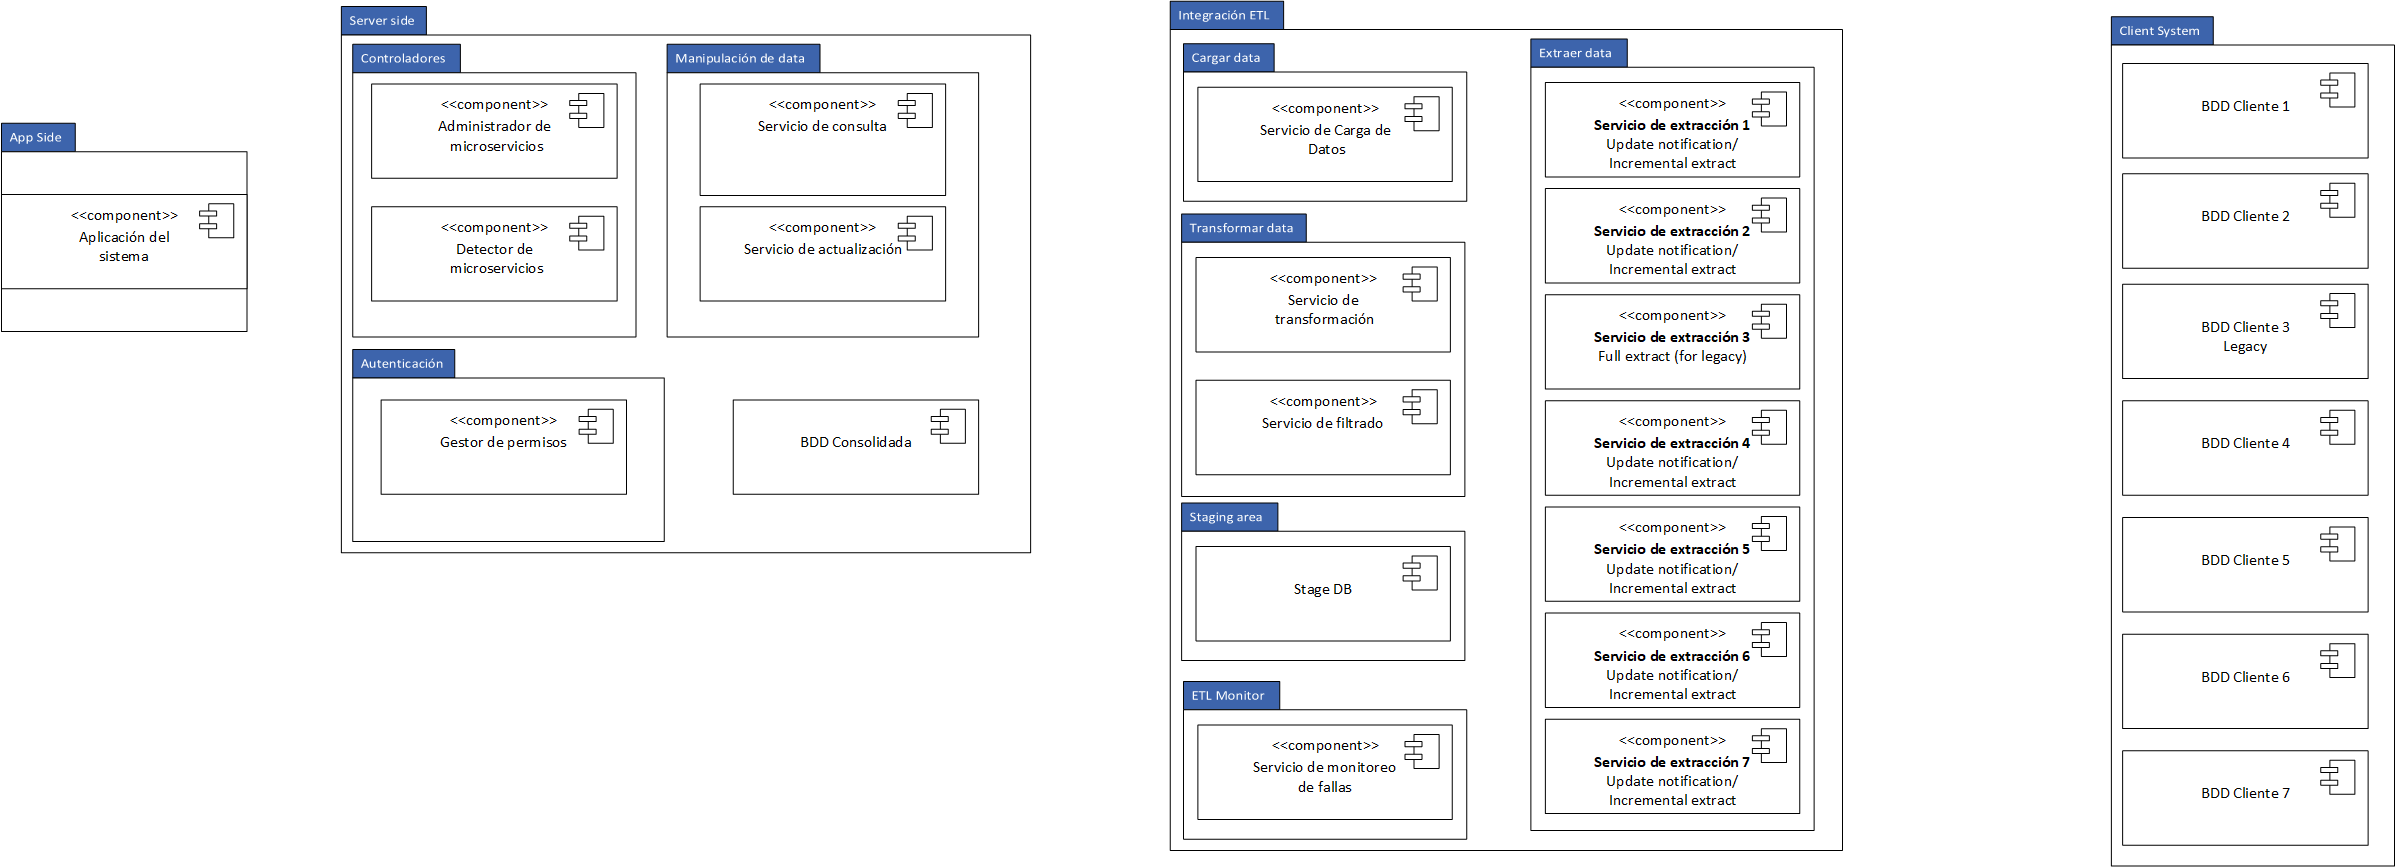 App Side
<<component>>
Aplicación del
sistema
Server side
Controladores
<<component>>
Administrador de
microservicios
<<component>>
Detector de
microservicios
Manipulación de data
<<component>>
Servicio de consulta
<<component>>
Servicio de actualización
Autenticación
<<component>>
Gestor de permisos
BDD Consolidada
Integración ETL
Cargar data
<<component>>
Servicio de Carga de
Datos
Transformar data
<<component>>
Servicio de
transformación
<<component>>
Servicio de filtrado
Staging area
Stage DB
ETL Monitor
<<component>>
Servicio de monitoreo
de fallas
Extraer data
<<component>>
Servicio de extracción 1
Update notification/
Incremental extract
<<component>>
Servicio de extracción 2
Update notification/
Incremental extract
<<component>>
Servicio de extracción 3
Full extract (for legacy)
<<component>>
Servicio de extracción 4
Update notification/
Incremental extract
<<component>>
Servicio de extracción 5
Update notification/
Incremental extract
<<component>>
Servicio de extracción 6
Update notification/
Incremental extract
<<component>>
Servicio de extracción 7
Update notification/
Incremental extract
Client System
BDD Cliente 1
BDD Cliente 2
BDD Cliente 3
Legacy
BDD Cliente 4
BDD Cliente 5
BDD Cliente 6
BDD Cliente 7